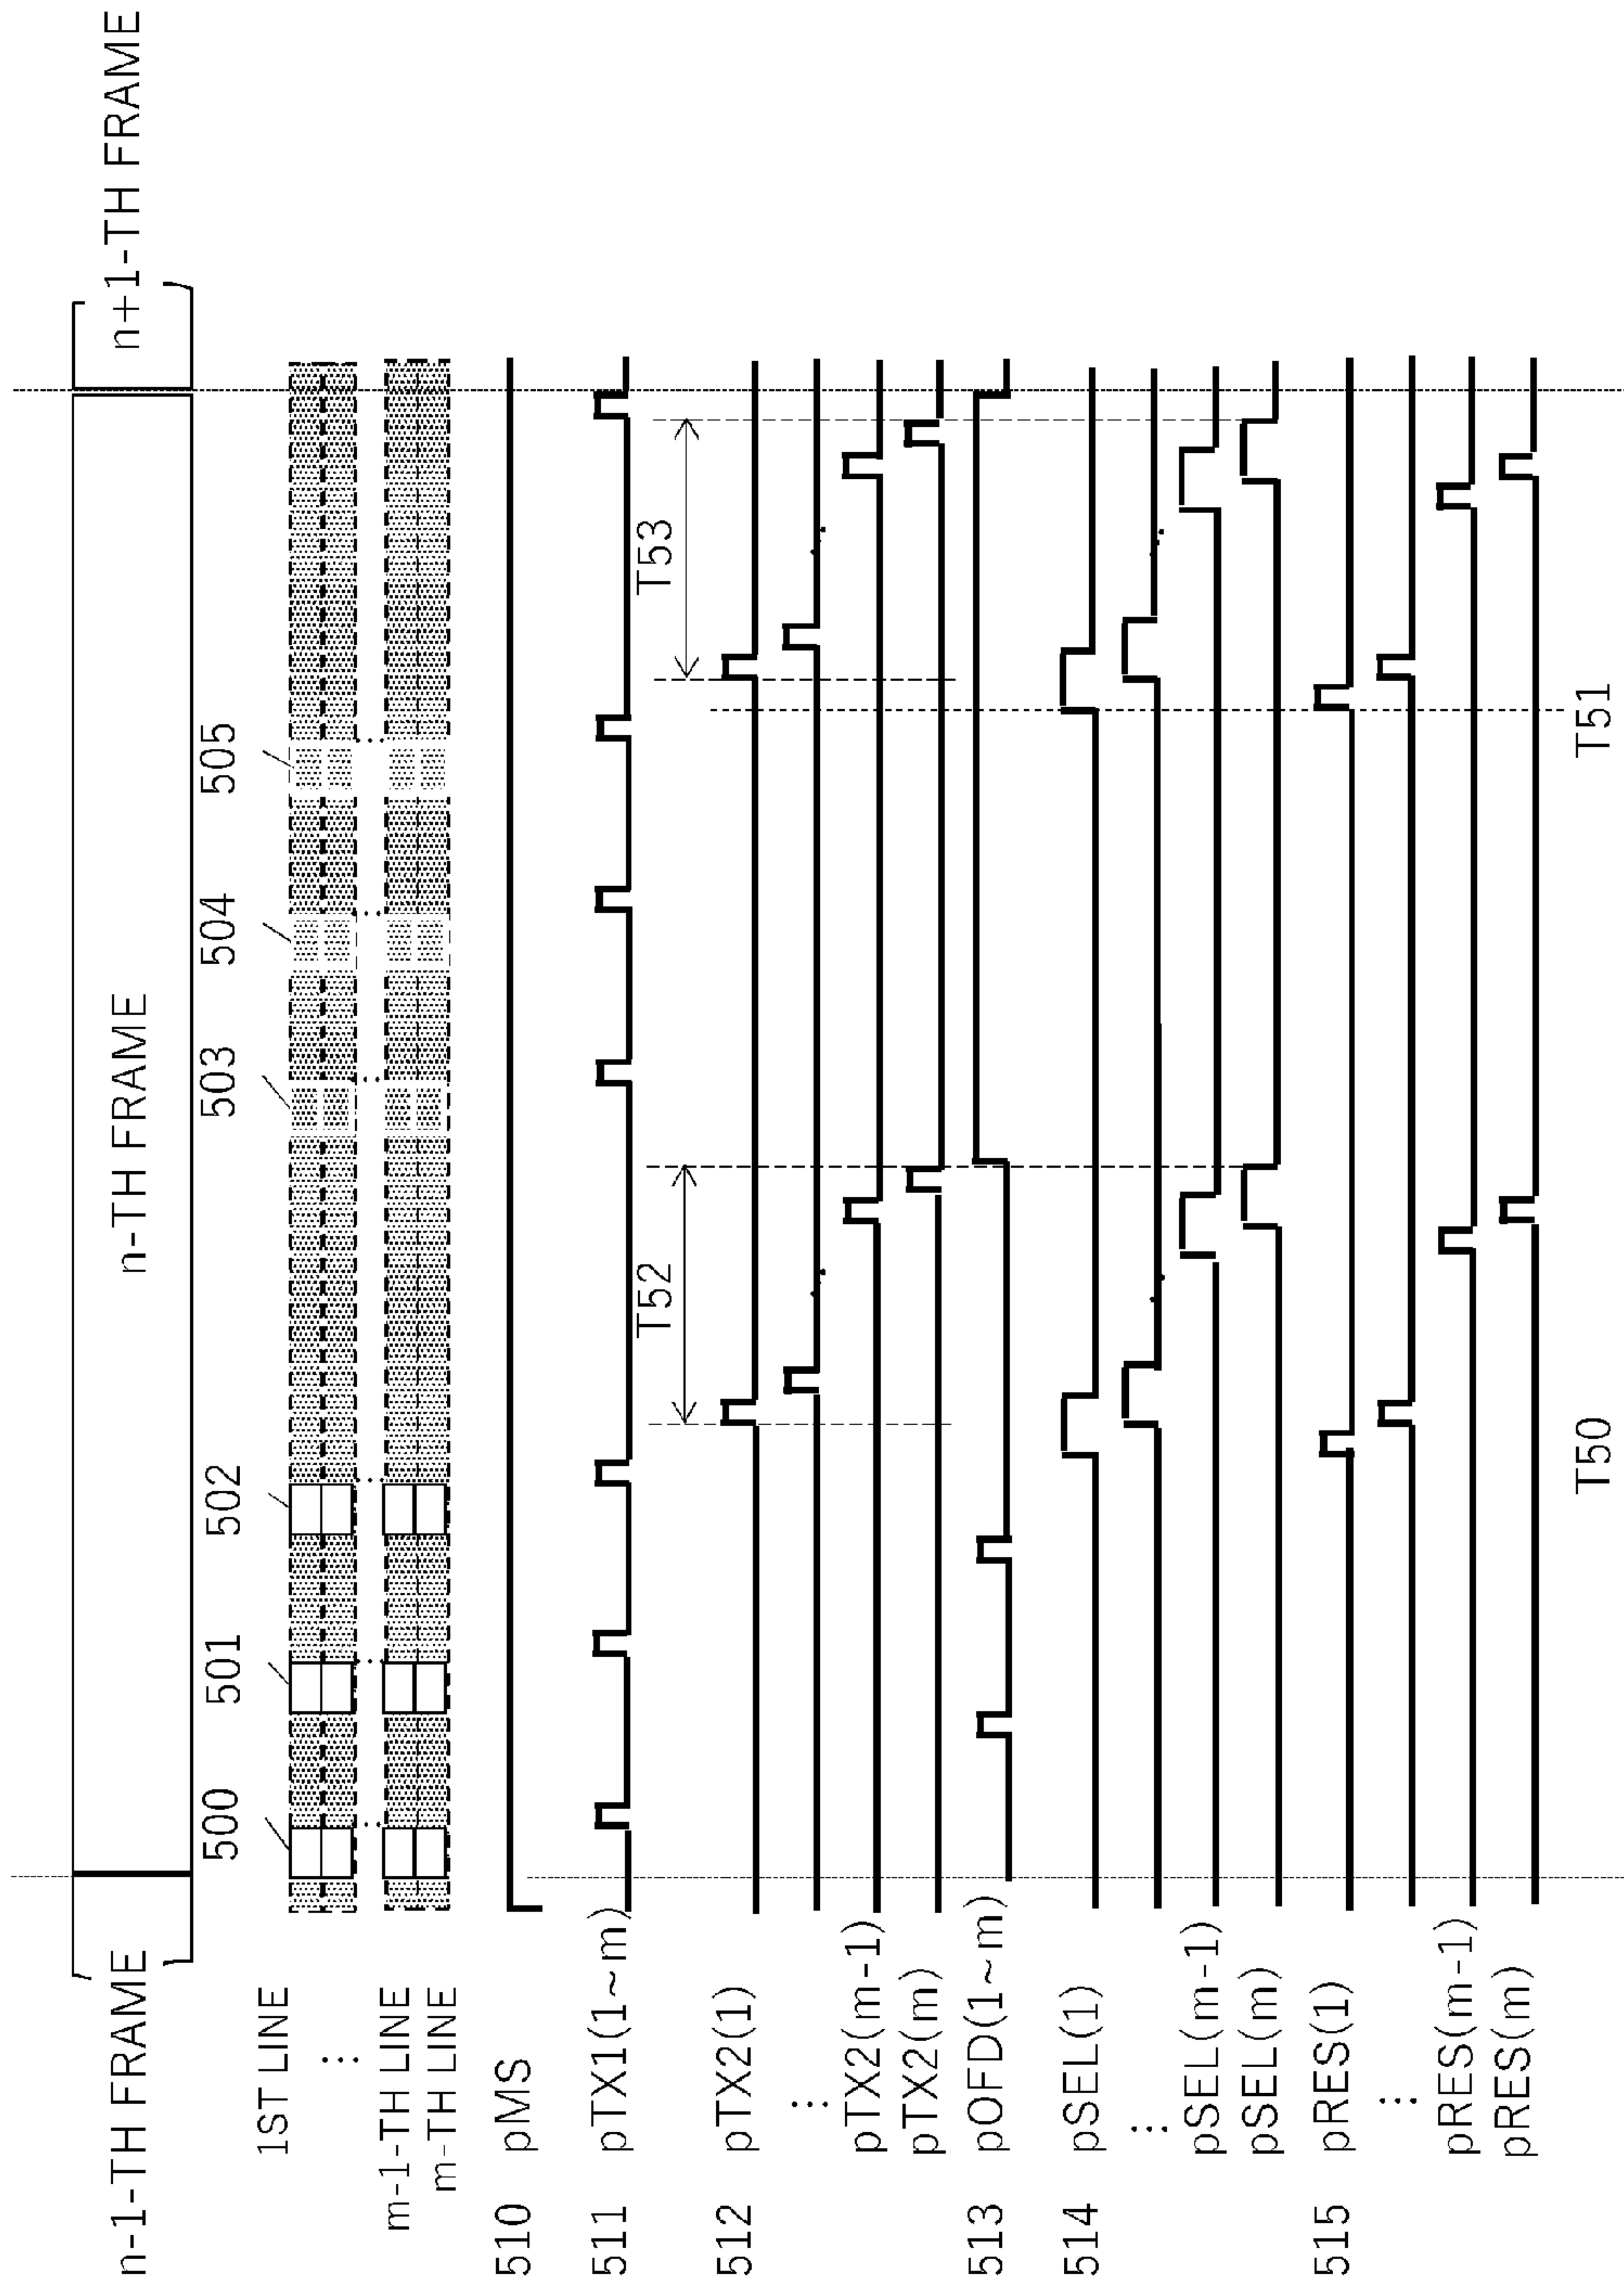 n-1-TH FRAME
n-TH FRAME
n+1-TH FRAME
500
501
502
503
504
505
1ST LINE
⋮
m-1-TH LINE
m-TH LINE
510 pMS
511 pTX1(1~m)
T52
T53
512 pTX2(1)
⋮
pTX2(m-1)
pTX2(m)
513 pOFD(1~m)
514 pSEL(1)
⋮
pSEL(m-1)
pSEL(m)
515 pRES(1)
⋮
pRES(m-1)
pRES(m)
T50
T51